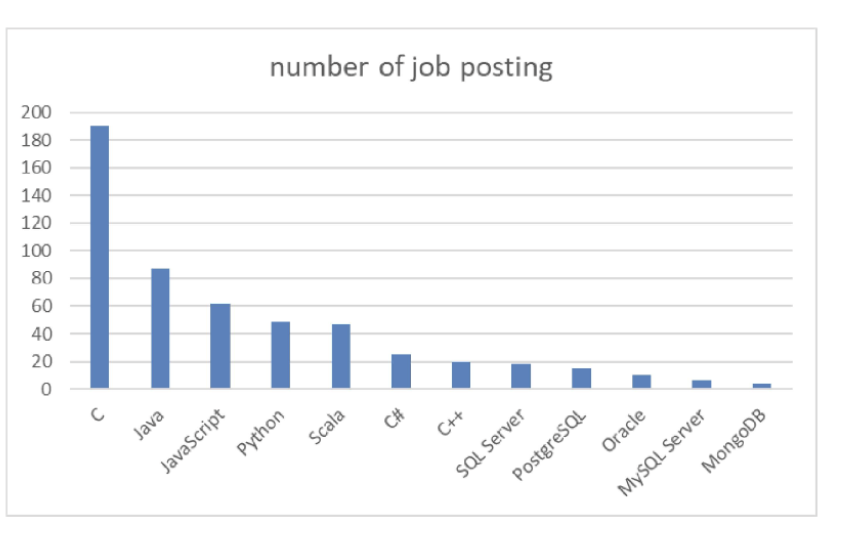 number of job posting
200
180
160
140
120
100
80
60
40
20
0
C
Java
JavaScript
Python
Scala
C#
C++
SQL Server
PostgreSQL
Oracle
MySQL Server
MongoDB